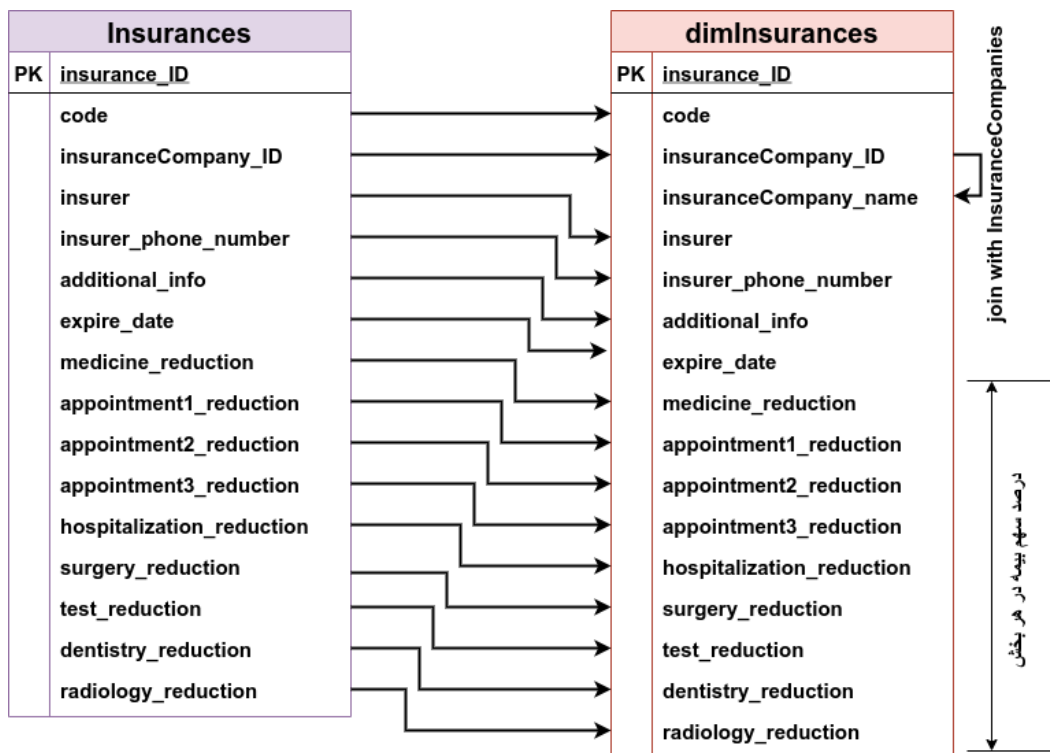 Insurances
PK insurance_ID
code
insuranceCompany_ID
insurer
insurer_phone_number
additional_info
expire_date
medicine_reduction
appointment1_reduction
appointment2_reduction
appointment3_reduction
hospitalization_reduction
surgery_reduction
test_reduction
dentistry_reduction
radiology_reduction
dimInsurances
PK insurance_ID
code
insuranceCompany_ID
insuranceCompany_name
insurer
insurer_phone_number
additional_info
expire_date
medicine_reduction
appointment1_reduction
appointment2_reduction
appointment3_reduction
hospitalization_reduction
surgery_reduction
test_reduction
dentistry_reduction
radiology_reduction
join with InsuranceCompanies
درصد سهم بیمه در هر بخش